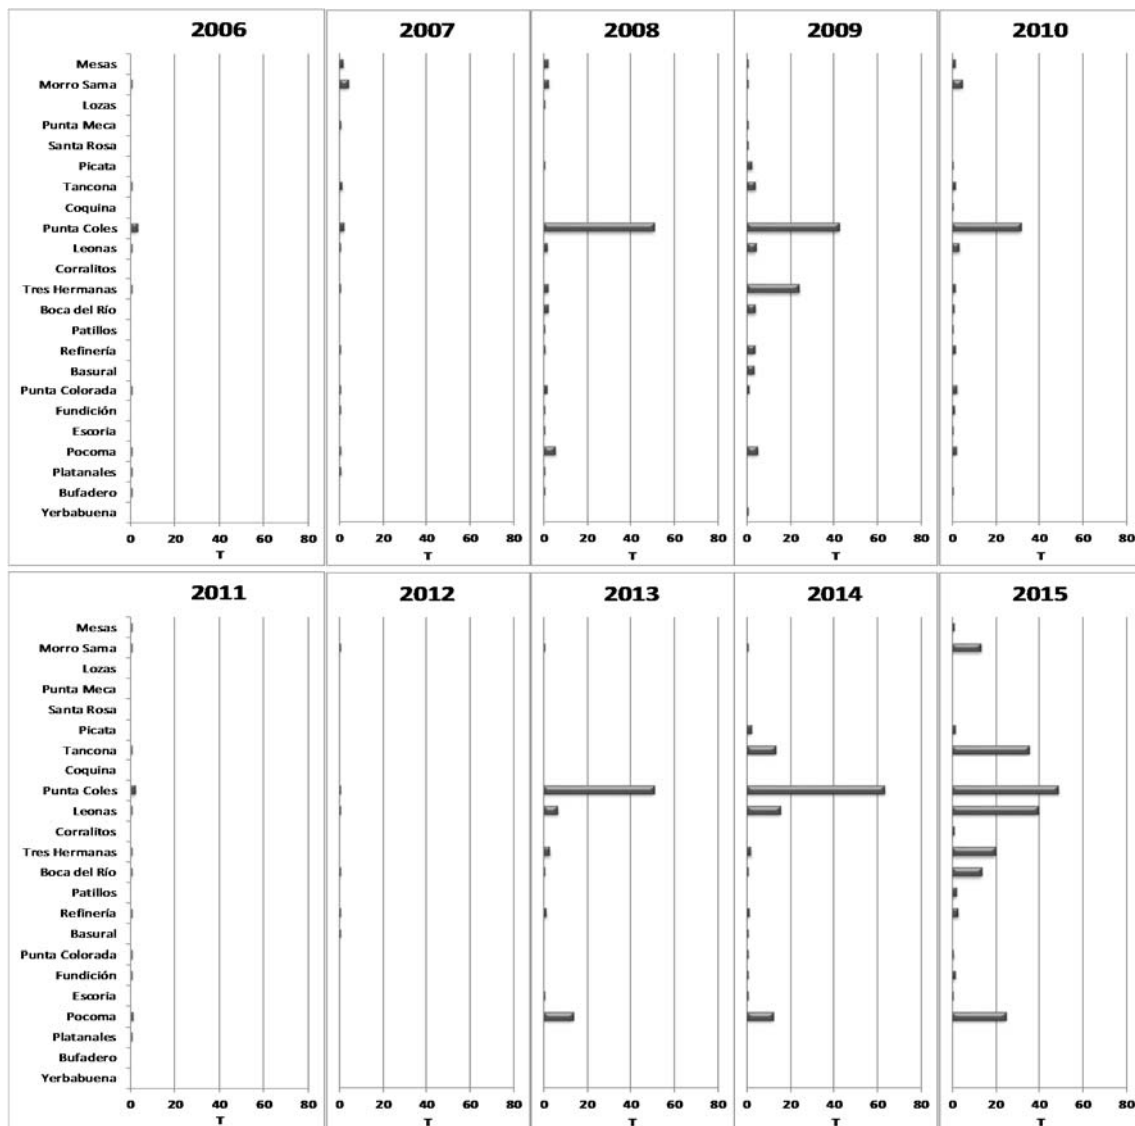 2006 2007 2008 2009 2010
Mesas
Morro Sama
Lozas
Punta Meca
Santa Rosa
Picata
Tancona
Coquina
Punta Coles
Leonas
Corralitos
Tres Hermanas
Boca del Río
Patillos
Refinería
Basural
Punta Colorada
Fundición
Escoria
Pocoma
Platanales
Bufadero
Yerbabuena
0 20 40 60 80 0 20 40 60 80 0 20 40 60 80 0 20 40 60 80 0 20 40 60 80
T T T T T
2011 2012 2013 2014 2015
Mesas
Morro Sama
Lozas
Punta Meca
Santa Rosa
Picata
Tancona
Coquina
Punta Coles
Leonas
Corralitos
Tres Hermanas
Boca del Río
Patillos
Refinería
Basural
Punta Colorada
Fundición
Escoria
Pocoma
Platanales
Bufadero
Yerbabuena
0 20 40 60 80 0 20 40 60 80 0 20 40 60 80 0 20 40 60 80 0 20 40 60 80
T T T T T